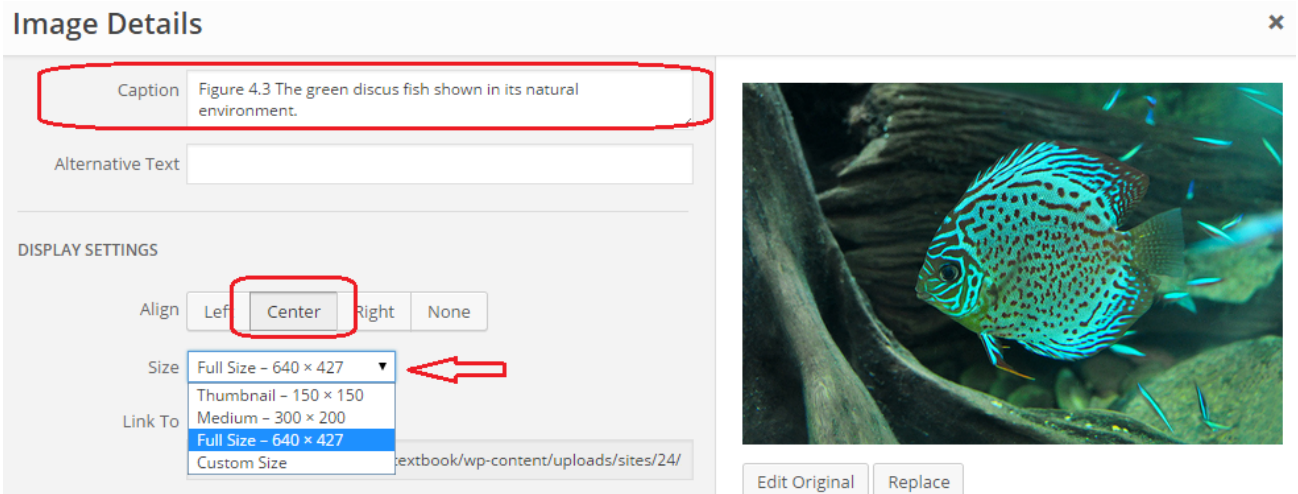 Image Details
×
Caption
Figure 4.3 The green discus fish shown in its natural
environment.
Alternative Text
DISPLAY SETTINGS
Align Left Center Right None
Size Full Size – 640 × 427
Thumbnail – 150 × 150
Link To Medium – 300 × 200
Full Size – 640 × 427
Custom Size
extbook/wp-content/uploads/sites/24/
Edit Original Replace